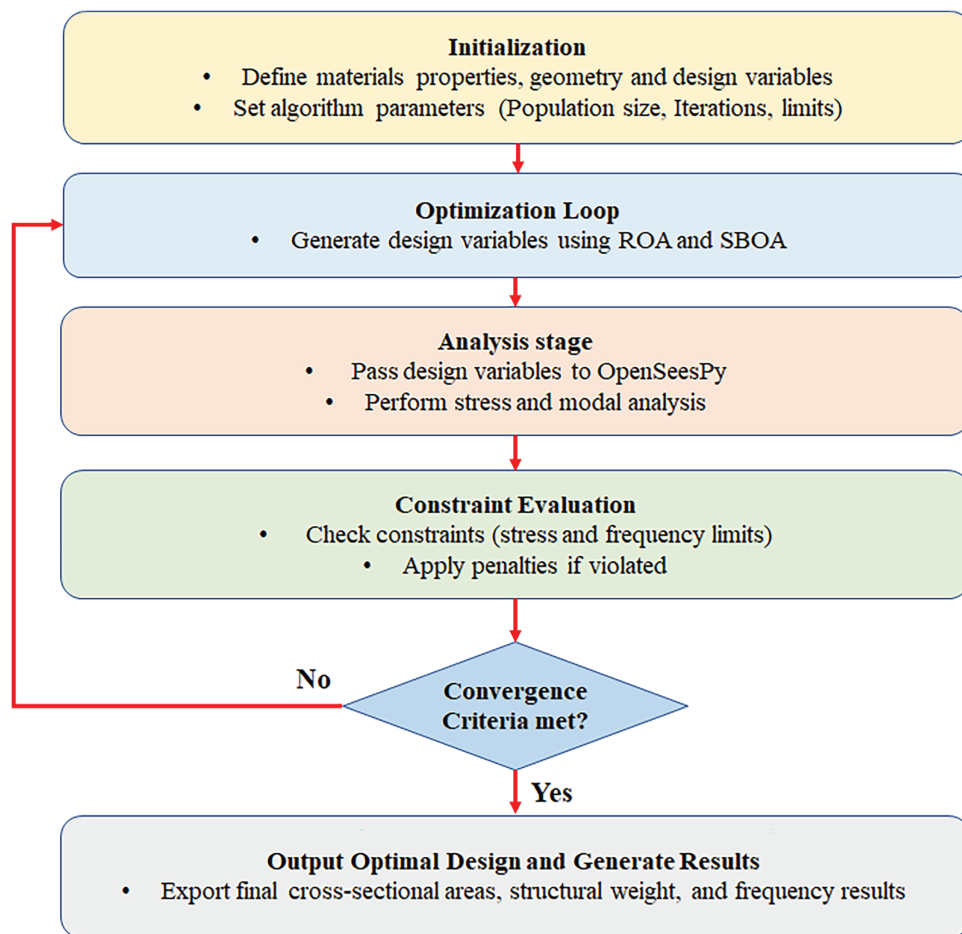 Initialization
• Define materials properties, geometry and design variables
• Set algorithm parameters (Population size, Iterations, limits)
Optimization Loop
• Generate design variables using ROA and SBOA
Analysis stage
• Pass design variables to OpenSeesPy
• Perform stress and modal analysis
Constraint Evaluation
• Check constraints (stress and frequency limits)
• Apply penalties if violated
No
Convergence
Criteria met?
Yes
Output Optimal Design and Generate Results
• Export final cross-sectional areas, structural weight, and frequency results